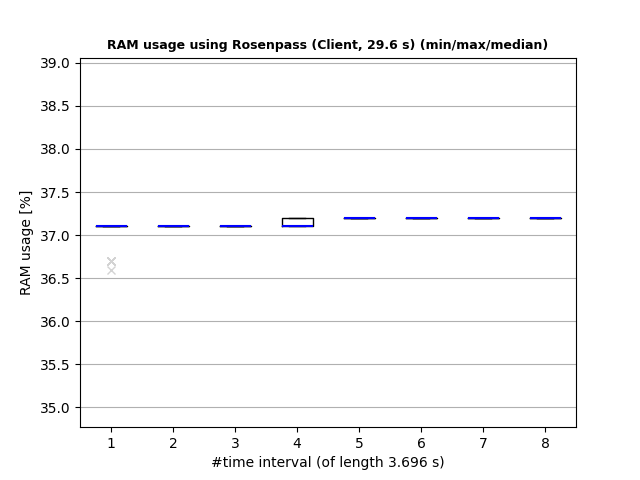 RAM usage using Rosenpass (Client, 29.6 s) (min/max/median)
39.0
38.5
38.0
37.5
37.0
36.5
36.0
35.5
35.0
RAM usage [%]
1 2 3 4 5 6 7 8
#time interval (of length 3.696 s)